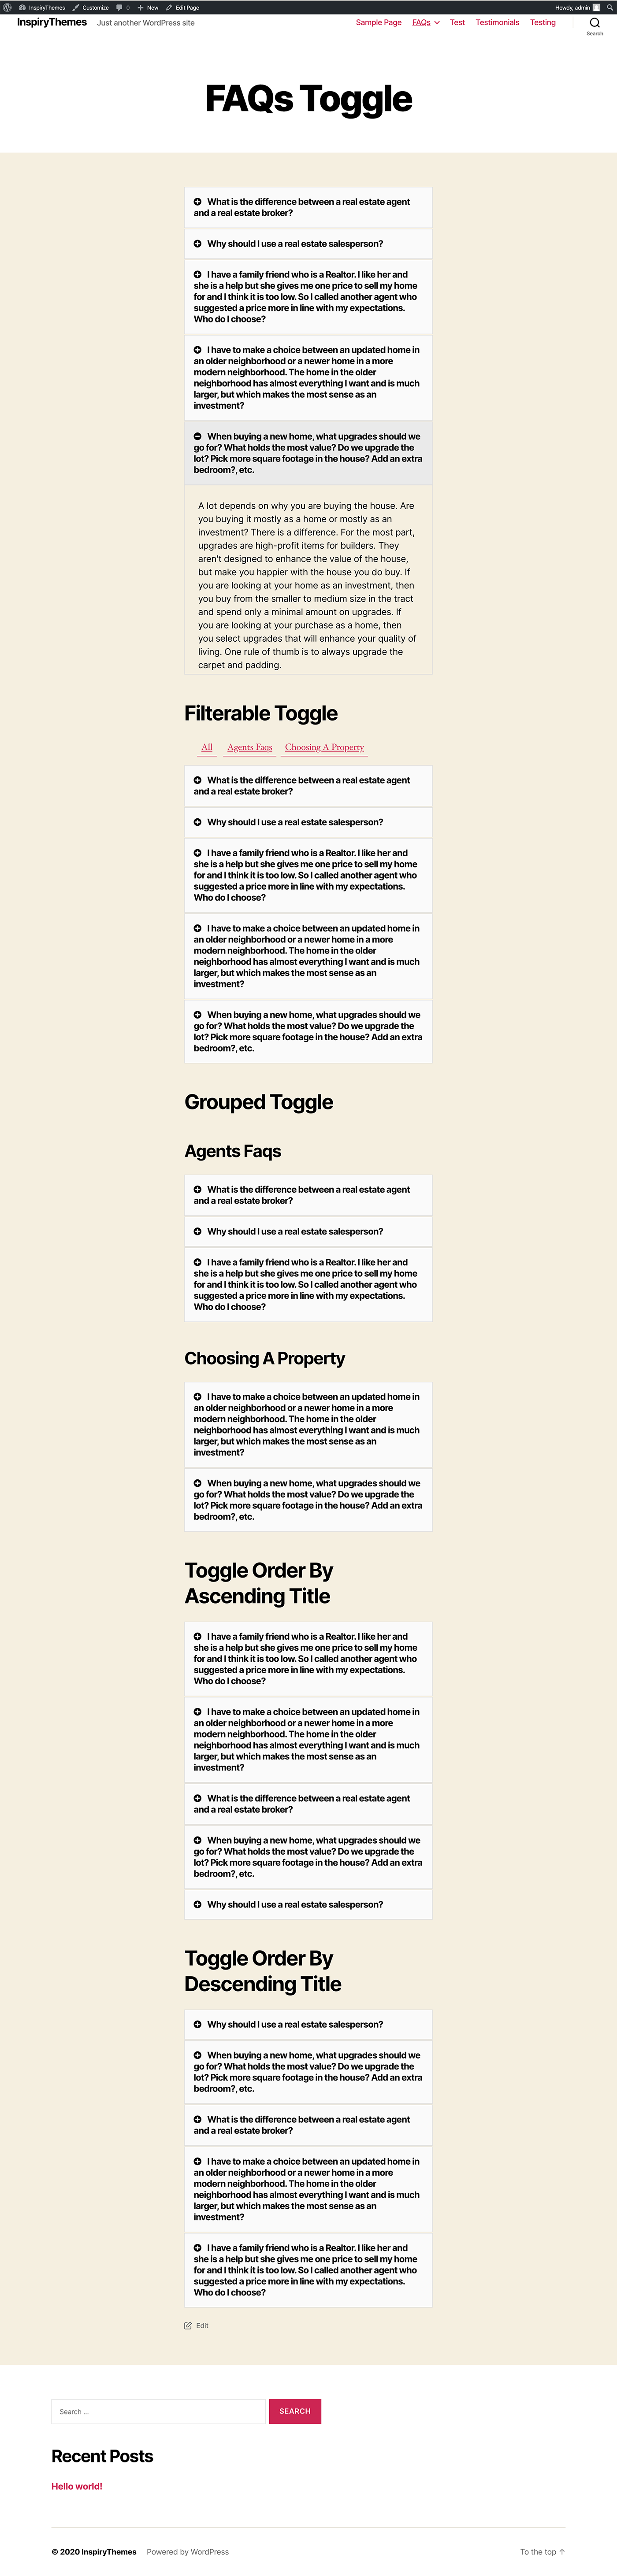 InspiryThemes Customize 0 New Edit Page Howdy, admin
InspiryThemes Just another WordPress site Sample Page FAQs Test Testimonials Testing
Search
FAQs Toggle
What is the difference between a real estate agent
and a real estate broker?
Why should I use a real estate salesperson?
I have a family friend who is a Realtor. I like her and
she is a help but she gives me one price to sell my home
for and I think it is too low. So I called another agent who
suggested a price more in line with my expectations.
Who do I choose?
I have to make a choice between an updated home in
an older neighborhood or a newer home in a more
modern neighborhood. The home in the older
neighborhood has almost everything I want and is much
larger, but which makes the most sense as an
investment?
When buying a new home, what upgrades should we
go for? What holds the most value? Do we upgrade the
lot? Pick more square footage in the house? Add an extra
bedroom?, etc.
A lot depends on why you are buying the house. Are
you buying it mostly as a home or mostly as an
investment? There is a difference. For the most part,
upgrades are high-profit items for builders. They
aren't designed to enhance the value of the house,
but make you happier with the house you do buy. If
you are looking at your home as an investment, then
you buy from the smaller to medium size in the tract
and spend only a minimal amount on upgrades. If
you are looking at your purchase as a home, then
you select upgrades that will enhance your quality of
living. One rule of thumb is to always upgrade the
carpet and padding.
Filterable Toggle
All Agents Faqs Choosing A Property
What is the difference between a real estate agent
and a real estate broker?
Why should I use a real estate salesperson?
I have a family friend who is a Realtor. I like her and
she is a help but she gives me one price to sell my home
for and I think it is too low. So I called another agent who
suggested a price more in line with my expectations.
Who do I choose?
I have to make a choice between an updated home in
an older neighborhood or a newer home in a more
modern neighborhood. The home in the older
neighborhood has almost everything I want and is much
larger, but which makes the most sense as an
investment?
When buying a new home, what upgrades should we
go for? What holds the most value? Do we upgrade the
lot? Pick more square footage in the house? Add an extra
bedroom?, etc.
Grouped Toggle
Agents Faqs
What is the difference between a real estate agent
and a real estate broker?
Why should I use a real estate salesperson?
I have a family friend who is a Realtor. I like her and
she is a help but she gives me one price to sell my home
for and I think it is too low. So I called another agent who
suggested a price more in line with my expectations.
Who do I choose?
Choosing A Property
I have to make a choice between an updated home in
an older neighborhood or a newer home in a more
modern neighborhood. The home in the older
neighborhood has almost everything I want and is much
larger, but which makes the most sense as an
investment?
When buying a new home, what upgrades should we
go for? What holds the most value? Do we upgrade the
lot? Pick more square footage in the house? Add an extra
bedroom?, etc.
Toggle Order By
Ascending Title
I have a family friend who is a Realtor. I like her and
she is a help but she gives me one price to sell my home
for and I think it is too low. So I called another agent who
suggested a price more in line with my expectations.
Who do I choose?
I have to make a choice between an updated home in
an older neighborhood or a newer home in a more
modern neighborhood. The home in the older
neighborhood has almost everything I want and is much
larger, but which makes the most sense as an
investment?
What is the difference between a real estate agent
and a real estate broker?
When buying a new home, what upgrades should we
go for? What holds the most value? Do we upgrade the
lot? Pick more square footage in the house? Add an extra
bedroom?, etc.
Why should I use a real estate salesperson?
Toggle Order By
Descending Title
Why should I use a real estate salesperson?
When buying a new home, what upgrades should we
go for? What holds the most value? Do we upgrade the
lot? Pick more square footage in the house? Add an extra
bedroom?, etc.
What is the difference between a real estate agent
and a real estate broker?
I have to make a choice between an updated home in
an older neighborhood or a newer home in a more
modern neighborhood. The home in the older
neighborhood has almost everything I want and is much
larger, but which makes the most sense as an
investment?
I have a family friend who is a Realtor. I like her and
she is a help but she gives me one price to sell my home
for and I think it is too low. So I called another agent who
suggested a price more in line with my expectations.
Who do I choose?
Edit
Search … SEARCH
Recent Posts
Hello world!
© 2020 InspiryThemes Powered by WordPress To the top ↑